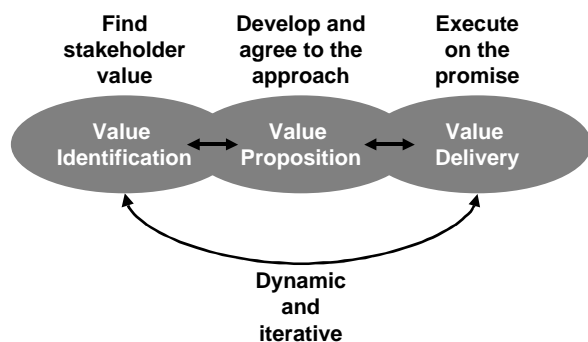 Find
stakeholder
value
Develop and
agree to the
approach
Execute
on the
promise
Value
Identification
Value
Proposition
Value
Delivery
Dynamic
and
iterative